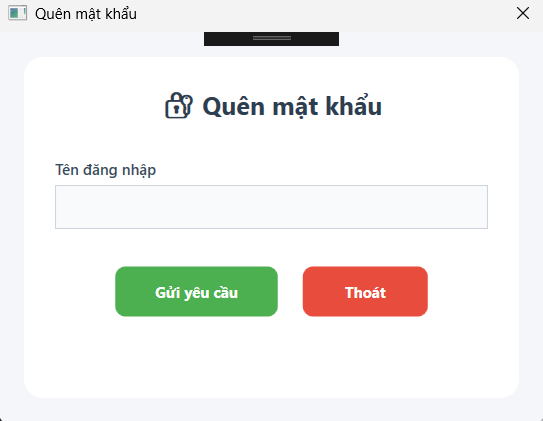 Quên mật khẩu
Quên mật khẩu
Tên đăng nhập
Gửi yêu cầu
Thoát